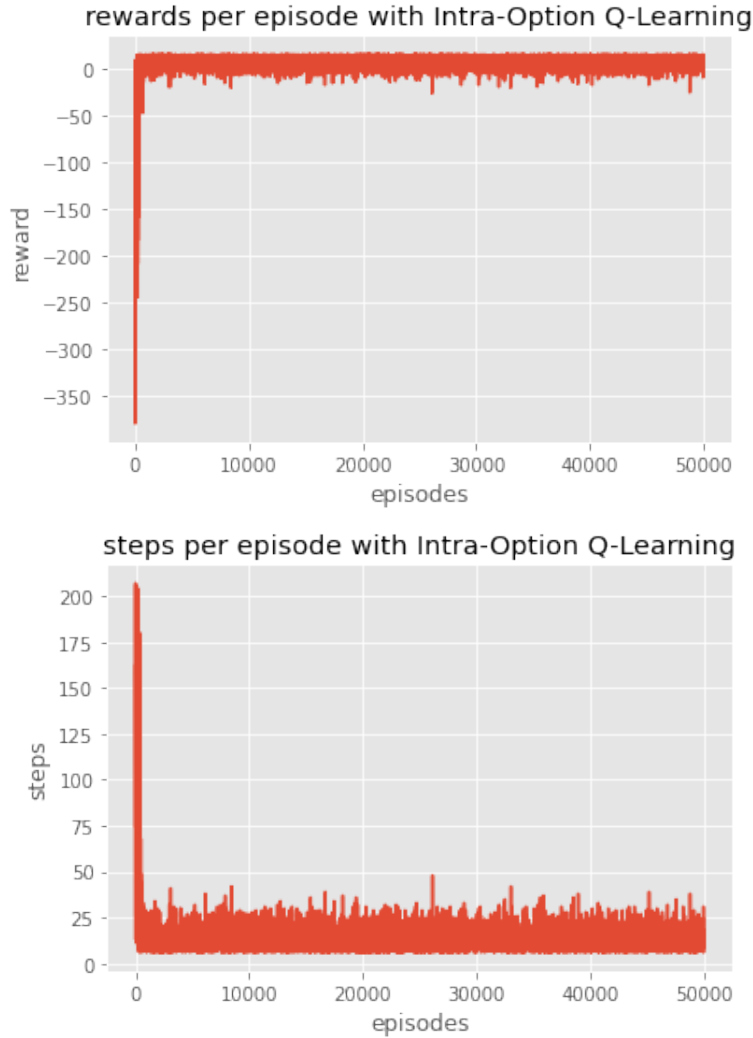 rewards per episode with Intra-Option Q-Learning
0
−50
−100
−150
−200
−250
−300
−350
reward
0 10000 20000 30000 40000 50000
episodes
steps per episode with Intra-Option Q-Learning
200
175
150
125
100
75
50
25
0
steps
0 10000 20000 30000 40000 50000
episodes